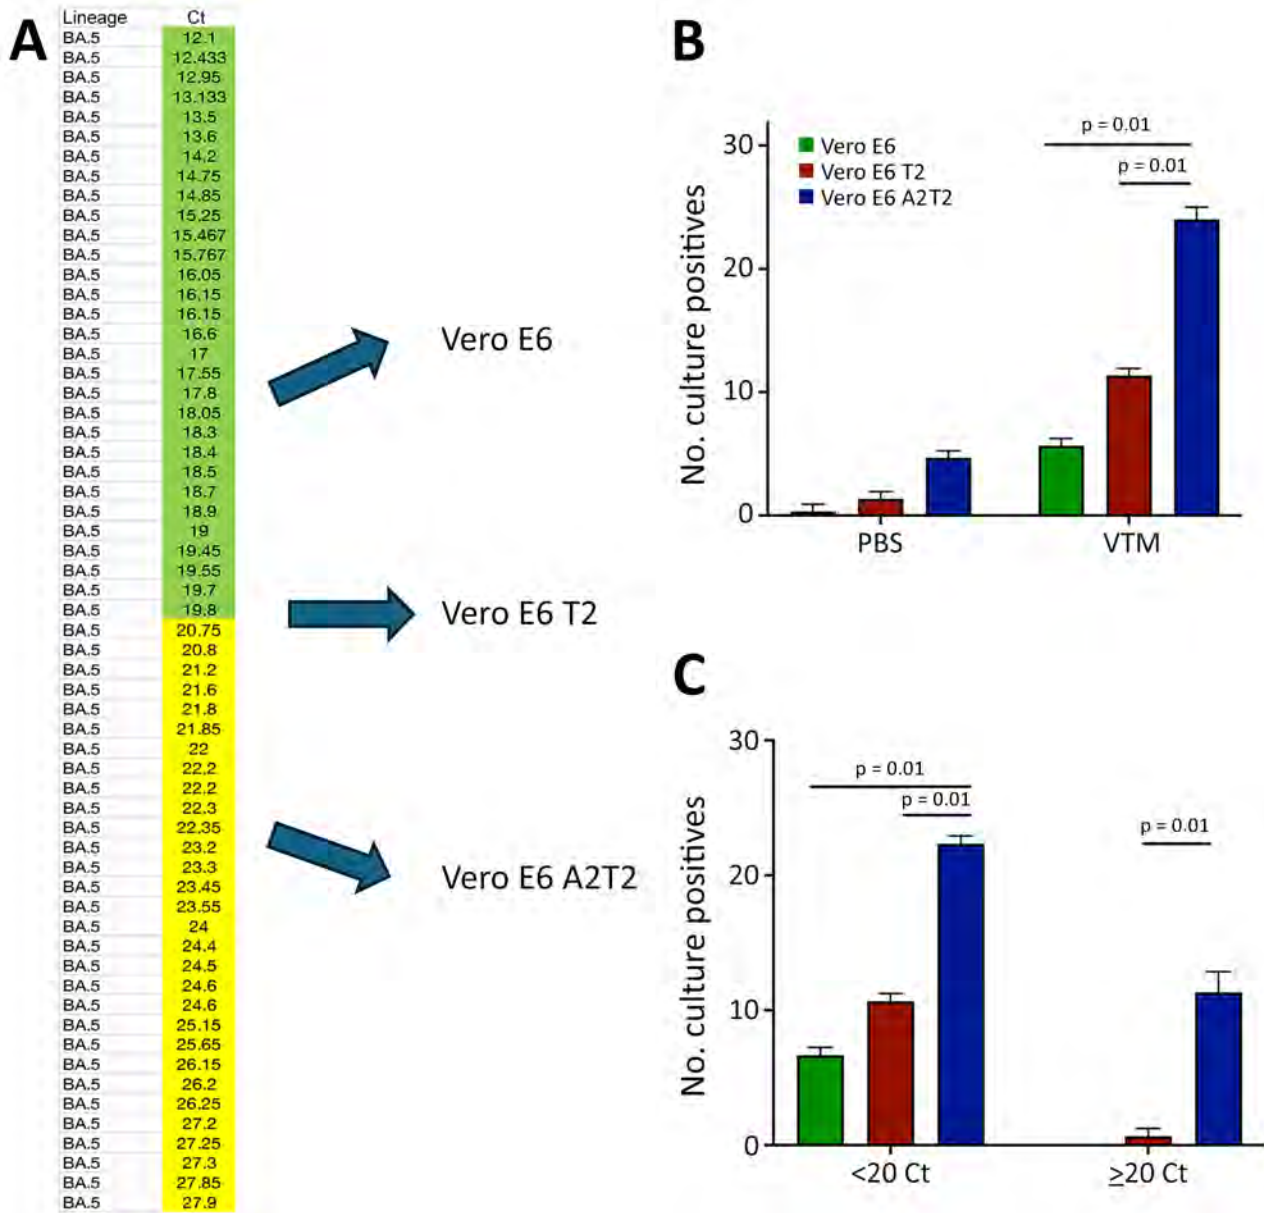 A
Lineage Ct
BA.5 12.1
BA.5 12.433
BA.5 12.95
BA.5 13.133
BA.5 13.5
BA.5 13.6
BA.5 14.2
BA.5 14.75
BA.5 14.85
BA.5 15.25
BA.5 15.467
BA.5 15.767
BA.5 16.05
BA.5 16.15
BA.5 16.15
BA.5 16.6
BA.5 17
BA.5 17.55
BA.5 17.8
BA.5 18.05
BA.5 18.3
BA.5 18.4
BA.5 18.5
BA.5 18.7
BA.5 18.9
BA.5 19
BA.5 19.45
BA.5 19.55
BA.5 19.7
BA.5 19.8
BA.5 20.75
BA.5 20.8
BA.5 21.2
BA.5 21.6
BA.5 21.8
BA.5 21.85
BA.5 22
BA.5 22.2
BA.5 22.2
BA.5 22.3
BA.5 22.35
BA.5 23.2
BA.5 23.3
BA.5 23.45
BA.5 23.55
BA.5 24
BA.5 24.4
BA.5 24.5
BA.5 24.6
BA.5 24.6
BA.5 25.15
BA.5 25.65
BA.5 26.15
BA.5 26.2
BA.5 26.25
BA.5 27.2
BA.5 27.25
BA.5 27.3
BA.5 27.85
BA.5 27.9
Vero E6
Vero E6 T2
Vero E6 A2T2
B
No. culture positives
30
20
10
0
Vero E6
Vero E6 T2
Vero E6 A2T2
p = 0.01
p = 0.01
PBS VTM
C
No. culture positives
30
20
10
0
p = 0.01
p = 0.01
p = 0.01
<20 Ct ≥20 Ct